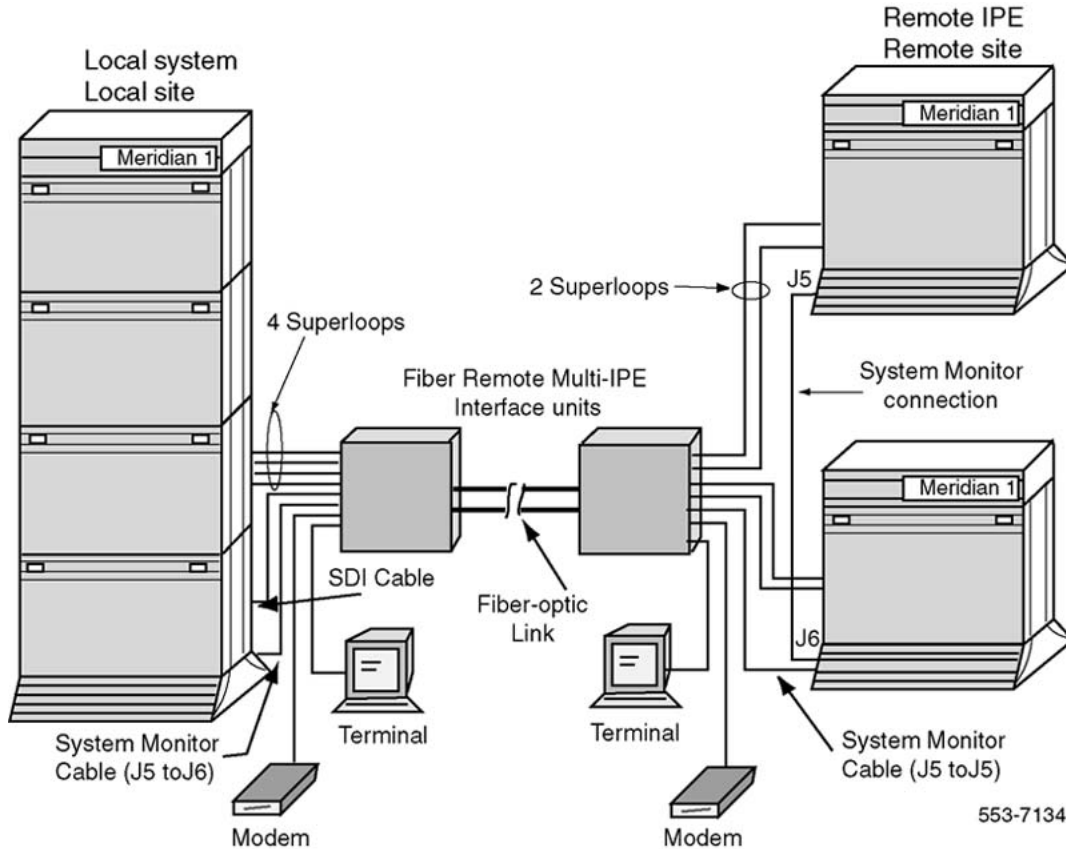 Local system
Local site
Remote IPE
Remote site
Meridian 1
Meridian 1
4 Superloops
2 Superloops
J5
Fiber Remote Multi-IPE
Interface units
System Monitor
connection
Meridian 1
SDI Cable
Fiber-optic
Link
J6
Terminal
Terminal
System Monitor
Cable (J5 toJ6)
System Monitor
Cable (J5 toJ5)
Modem
Modem
553-7134